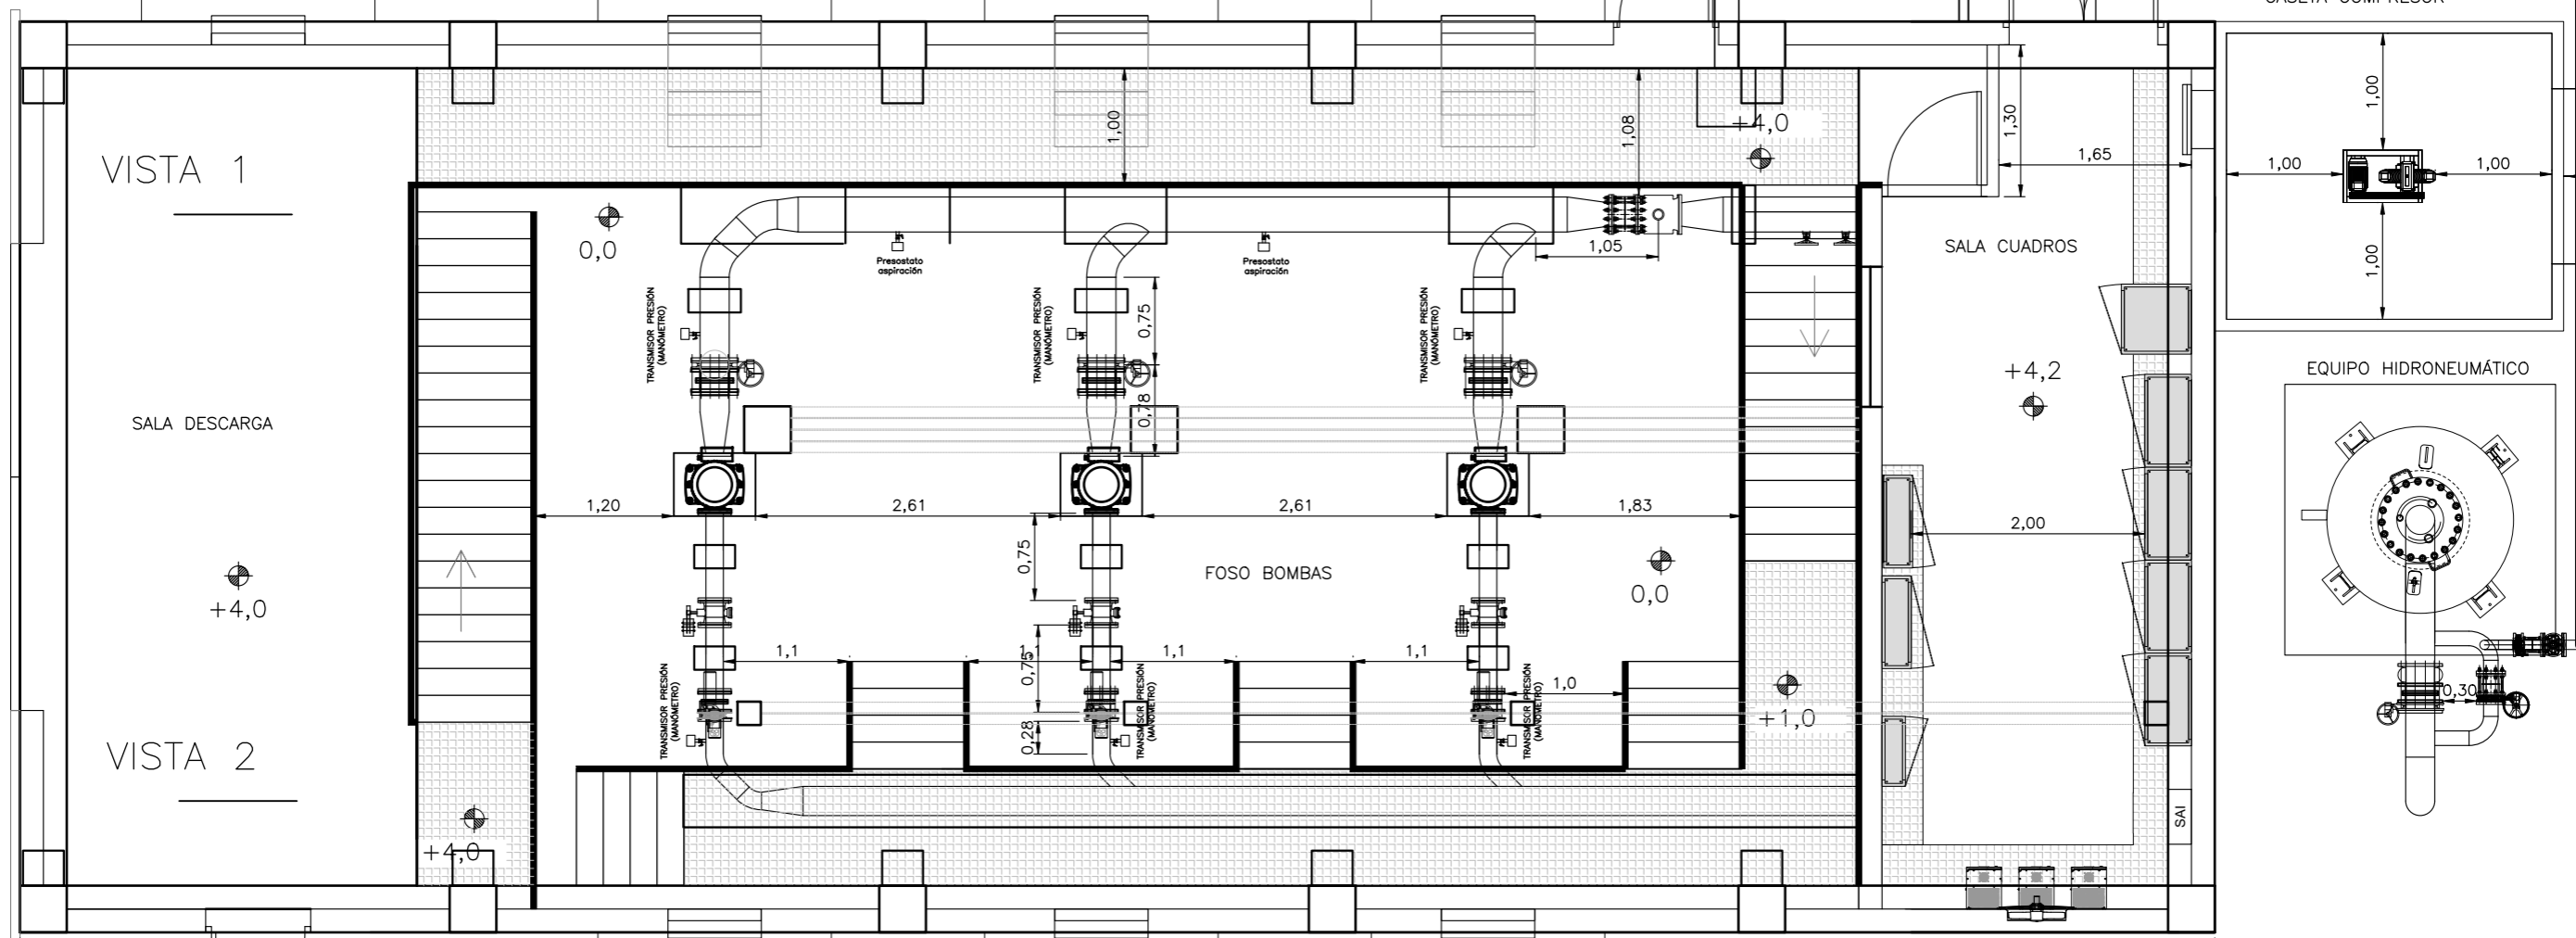 CASETA COMPRESOR
VISTA 1
1,00
1,08
+4,0
1,30
1,65
1,00
1,00
1,00
1,00
0,0
Presostato
aspiración
Presostato
aspiración
1,05
SALA CUADROS
TRANSMISOR PRESIÓN
(MANÓMETRO)
TRANSMISOR PRESIÓN
(MANÓMETRO)
TRANSMISOR PRESIÓN
(MANÓMETRO)
0,75
0,78
+4,2
EQUIPO HIDRONEUMÁTICO
SALA DESCARGA
1,20
2,61
2,61
1,83
2,00
0,75
FOSO BOMBAS
+4,0
0,0
1,1
1,1
1,1
1,1
0,75
1,0
0,30
TRANSMISOR PRESIÓN
(MANÓMETRO)
TRANSMISOR PRESIÓN
(MANÓMETRO)
TRANSMISOR PRESIÓN
(MANÓMETRO)
0,28
+1,0
VISTA 2
SAI
+4,0